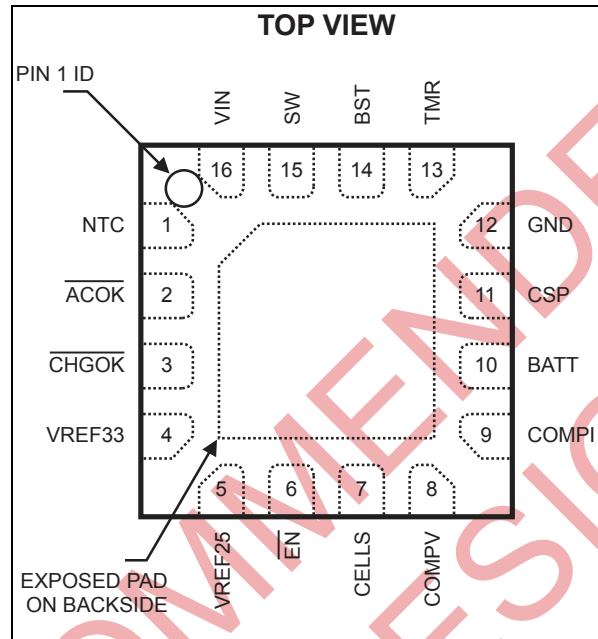 TOP VIEW
PIN 1 ID
VIN
SW
BST
TMR
16
15
14
13
NTC
1
12
GND
ACOK
2
11
CSP
CHGOK
3
10
BATT
VREF33
4
9
COMPI
5
6
7
8
VREF25
EN
CELLS
COMPV
EXPOSED PAD
ON BACKSIDE
OMMENDE
ESIG